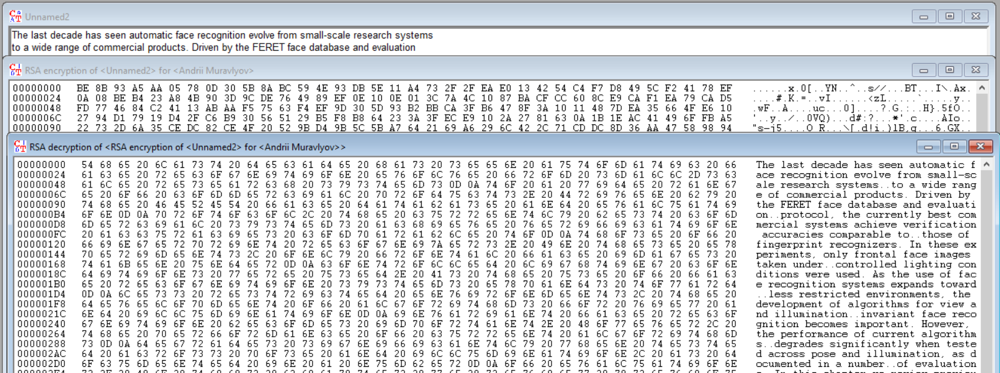 Unnamed2
The last decade has seen automatic face recognition evolve from small-scale research systems
to a wide range of commercial products. Driven by the FERET face database and evaluation
RSA encryption of <Unnamed2> for <Andrii Muravlyov>
00000000 BE 8B 93 A5 AA 05 78 0D 30 5B 8A BC 59 4E 93 DB 5E 11 A4 73 2F 2F EA E0 13 42 54 C4 F7 D8 49 5C F2 41 78 EF ......x.0[..YN..^..s//...BT...I\.Ax.
00000024 0A 08 BE B4 23 A8 4B 90 3D 9C DE 76 49 89 EF 0E 10 0E 01 3C 7A 4C 10 87 BA CF CC 60 8C E9 CA F1 EA 79 CA D5 ....#.K.=..vI......<zL.....`.....y..
00000048 FD 77 46 84 C2 41 13 AB AA F5 75 63 F4 EF 9D 30 5D 93 B2 BB CA 3F B6 47 8F 3A 10 11 48 7D EA 35 66 4F E6 10 .wF..A....uc...0]....?.G.:..H}.5fO..
0000006C 27 94 D1 79 19 D4 2F C6 B9 30 56 51 29 B5 F8 B8 64 23 3A 3F EC E9 10 2A 27 81 63 0A 1B 1E AC 41 49 6F FB A5 '..y../..0VQ)...d#:?...*'.c....AIo..
00000090 22 73 2D 6A 35 CE DC 82 CE 4F 20 52 9B D4 9B 5C 5B A7 64 21 69 A6 29 6C 42 2C 71 CD DC 8D 36 AA 47 58 98 94 "s-j5....O R...\[.d!i.)lB,q...6.GX..
RSA decryption of <RSA encryption of <Unnamed2> for <Andrii Muravlyov>>
00000000 54 68 65 20 6C 61 73 74 20 64 65 63 61 64 65 20 68 61 73 20 73 65 65 6E 20 61 75 74 6F 6D 61 74 69 63 20 66 The last decade has seen automatic f
00000024 61 63 65 20 72 65 63 6F 67 6E 69 74 69 6F 6E 20 65 76 6F 6C 76 65 20 66 72 6F 6D 20 73 6D 61 6C 6C 2D 73 63 ace recognition evolve from small-sc
00000048 61 6C 65 20 72 65 73 65 61 72 63 68 20 73 79 73 74 65 6D 73 0D 0A 74 6F 20 61 20 77 69 64 65 20 72 61 6E 67 ale research systems..to a wide rang
0000006C 65 20 6F 66 20 63 6F 6D 6D 65 72 63 69 61 6C 20 70 72 6F 64 75 63 74 73 2E 20 44 72 69 76 65 6E 20 62 79 20 e of commercial products. Driven by
00000090 74 68 65 20 46 45 52 45 54 20 66 61 63 65 20 64 61 74 61 62 61 73 65 20 61 6E 64 20 65 76 61 6C 75 61 74 69 the FERET face database and evaluati
000000B4 6F 6E 0D 0A 70 72 6F 74 6F 63 6F 6C 2C 20 74 68 65 20 63 75 72 72 65 6E 74 6C 79 20 62 65 73 74 20 63 6F 6D on..protocol, the currently best com
000000D8 6D 65 72 63 69 61 6C 20 73 79 73 74 65 6D 73 20 61 63 68 69 65 76 65 20 76 65 72 69 66 69 63 61 74 69 6F 6E mercial systems achieve verification
000000FC 20 61 63 63 75 72 61 63 69 65 73 20 63 6F 6D 70 61 72 61 62 6C 65 20 74 6F 0D 0A 74 68 6F 73 65 20 6F 66 20 accuracies comparable to..those of
00000120 66 69 6E 67 65 72 70 72 69 6E 74 20 72 65 63 6F 67 6E 69 7A 65 72 73 2E 20 49 6E 20 74 68 65 73 65 20 65 78 fingerprint recognizers. In these ex
00000144 70 65 72 69 6D 65 6E 74 73 2C 20 6F 6E 6C 79 20 66 72 6F 6E 74 61 6C 20 66 61 63 65 20 69 6D 61 67 65 73 20 periments, only frontal face images
00000168 74 61 6B 65 6E 20 75 6E 64 65 72 0D 0A 63 6F 6E 74 72 6F 6C 6C 65 64 20 6C 69 67 68 74 69 6E 67 20 63 6F 6E taken under..controlled lighting con
0000018C 64 69 74 69 6F 6E 73 20 77 65 72 65 20 75 73 65 64 2E 20 41 73 20 74 68 65 20 75 73 65 20 6F 66 20 66 61 63 ditions were used. As the use of fac
000001B0 65 20 72 65 63 6F 67 6E 69 74 69 6F 6E 20 73 79 73 74 65 6D 73 20 65 78 70 61 6E 64 73 20 74 6F 77 61 72 64 e recognition systems expands toward
000001D4 0D 0A 6C 65 73 73 20 72 65 73 74 72 69 63 74 65 64 20 65 6E 76 69 72 6F 6E 6D 65 6E 74 73 2C 20 74 68 65 20 ..less restricted environments, the
000001F8 64 65 76 65 6C 6F 70 6D 65 6E 74 20 6F 66 20 61 6C 67 6F 72 69 74 68 6D 73 20 66 6F 72 20 76 69 65 77 20 61 development of algorithms for view a
0000021C 6E 64 20 69 6C 6C 75 6D 69 6E 61 74 69 6F 6E 0D 0A 69 6E 76 61 72 69 61 6E 74 20 66 61 63 65 20 72 65 63 6F nd illumination..invariant face reco
00000240 67 6E 69 74 69 6F 6E 20 62 65 63 6F 6D 65 73 20 69 6D 70 6F 72 74 61 6E 74 2E 20 48 6F 77 65 76 65 72 2C 20 gnition becomes important. However,
00000264 74 68 65 20 70 65 72 66 6F 72 6D 61 6E 63 65 20 6F 66 20 63 75 72 72 65 6E 74 20 61 6C 67 6F 72 69 74 68 6D the performance of current algorithm
00000288 73 0D 0A 64 65 67 72 61 64 65 73 20 73 69 67 6E 69 66 69 63 61 6E 74 6C 79 20 77 68 65 6E 20 74 65 73 74 65 s..degrades significantly when teste
000002AC 64 20 61 63 72 6F 73 73 20 70 6F 73 65 20 61 6E 64 20 69 6C 6C 75 6D 69 6E 61 74 69 6F 6E 2C 20 61 73 20 64 d across pose and illumination, as d
000002D0 6F 63 75 6D 65 6E 74 65 64 20 69 6E 20 61 20 6E 75 6D 62 65 72 0D 0A 6F 66 20 65 76 61 6C 75 61 74 69 6F 6E ocumented in a number..of evaluation